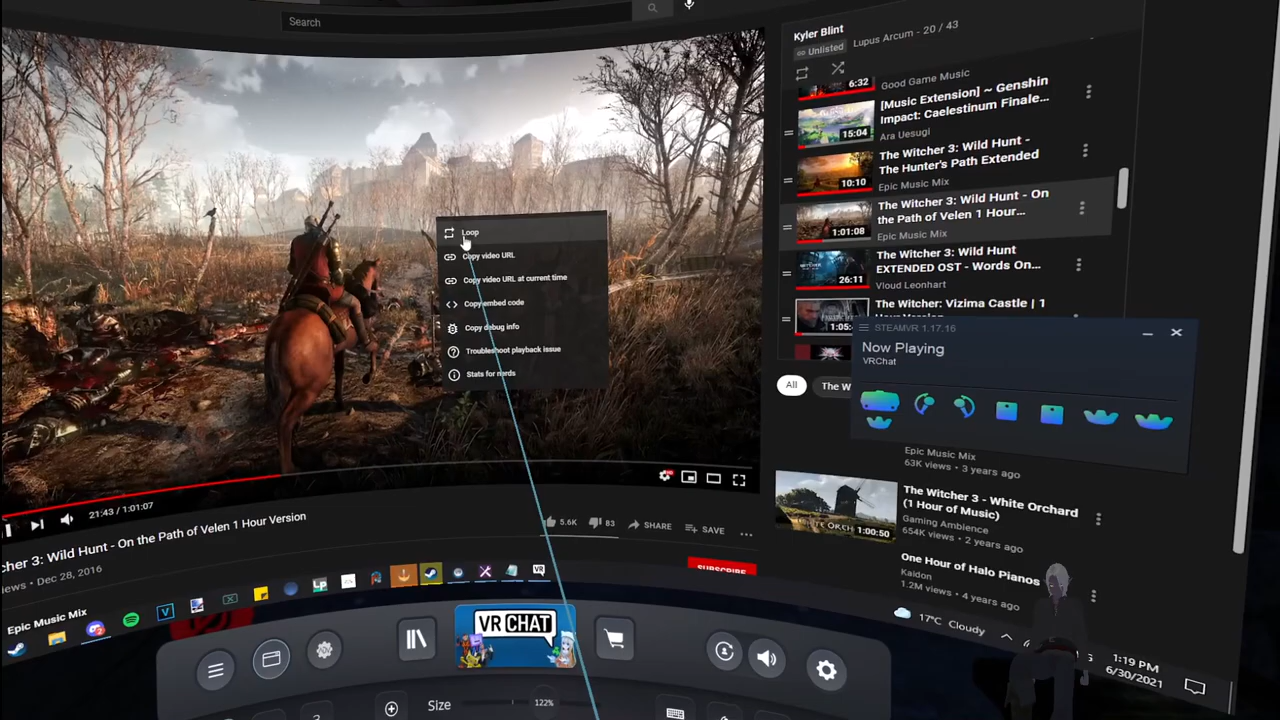 Search
Kyler Blint
Unlisted
Lupus Arcum - 20 / 43
6:32
Good Game Music
[Music Extension] ~ Genshin
Impact: Caelestinum Finale...
15:04
Ara Uesugi
The Witcher 3: Wild Hunt -
The Hunter's Path Extended
10:10
Epic Music Mix
The Witcher 3: Wild Hunt - On
the Path of Velen 1 Hour...
1:01:08
Epic Music Mix
The Witcher 3: Wild Hunt
EXTENDED OST - Words On...
26:11
Vloud Leonhart
The Witcher: Vizima Castle | 1
1:05:
Loop
Copy video URL
Copy video URL at current time
Copy embed code
Copy debug info
Troubleshoot playback issue
Stats for nerds
STEAMVR 1.17.16
Now Playing
VRChat
All
The W
Epic Music Mix
63K views • 3 years ago
The Witcher 3 - White Orchard
(1 Hour of Music)
Gaming Ambience
654K views • 2 years ago
1:00:50
One Hour of Halo Pianos
Kaidon
1.2M views • 4 years ago
21:43 / 1:01:07
cher 3: Wild Hunt - On the Path of Velen 1 Hour Version
iews • Dec 28, 2016
5.6K
83
SHARE
SAVE
SUBSCRIBE
Epic Music Mix
VR CHAT
17°C Cloudy
1:19 PM
6/30/2021
Size
122%